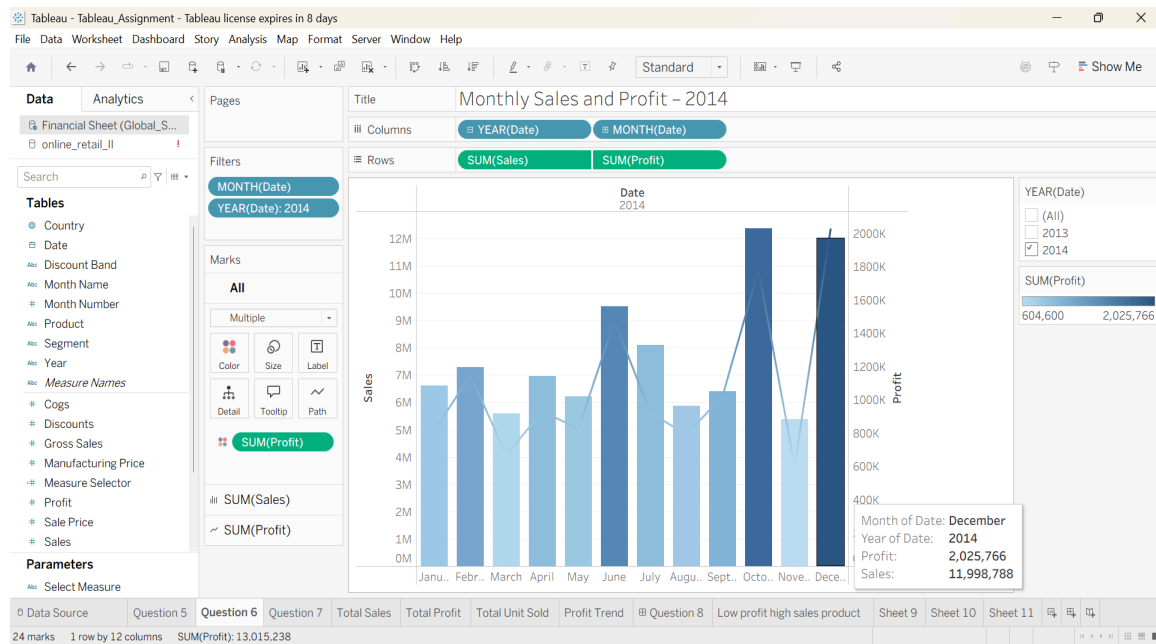 Tableau - Tableau_Assignment - Tableau license expires in 8 days
File Data Worksheet Dashboard Story Analysis Map Format Server Window Help
Standard
Show Me
Data Analytics
Financial Sheet (Global_S...
online_retail_II !
Search
Tables
Country
Date
Abc Discount Band
Abc Month Name
# Month Number
Abc Product
Abc Segment
Abc Year
Abc Measure Names
# Cogs
# Discounts
# Gross Sales
# Manufacturing Price
# Measure Selector
# Profit
# Sale Price
# Sales
Parameters
Abc Select Measure
Pages
Filters
MONTH(Date)
YEAR(Date): 2014
Marks
All
Multiple
Color Size Label
Detail Tooltip Path
SUM(Profit)
SUM(Sales)
SUM(Profit)
Title Monthly Sales and Profit – 2014
Columns YEAR(Date) MONTH(Date)
Rows SUM(Sales) SUM(Profit)
Date
2014
Sales
12M
11M
10M
9M
8M
7M
6M
5M
4M
3M
2M
1M
0M
2000K
1800K
1600K
1400K
1200K
1000K
800K
600K
400K
Profit
Janu.. Febr.. March April May June July Augu.. Sept.. Octo.. Nove.. Dece..
Month of Date: December
Year of Date: 2014
Profit: 2,025,766
Sales: 11,998,788
YEAR(Date)
(All)
2013
2014
SUM(Profit)
604,600 2,025,766
Data Source Question 5 Question 6 Question 7 Total Sales Total Profit Total Unit Sold Profit Trend Question 8 Low profit high sales product Sheet 9 Sheet 10 Sheet 11
24 marks 1 row by 12 columns SUM(Profit): 13,015,238